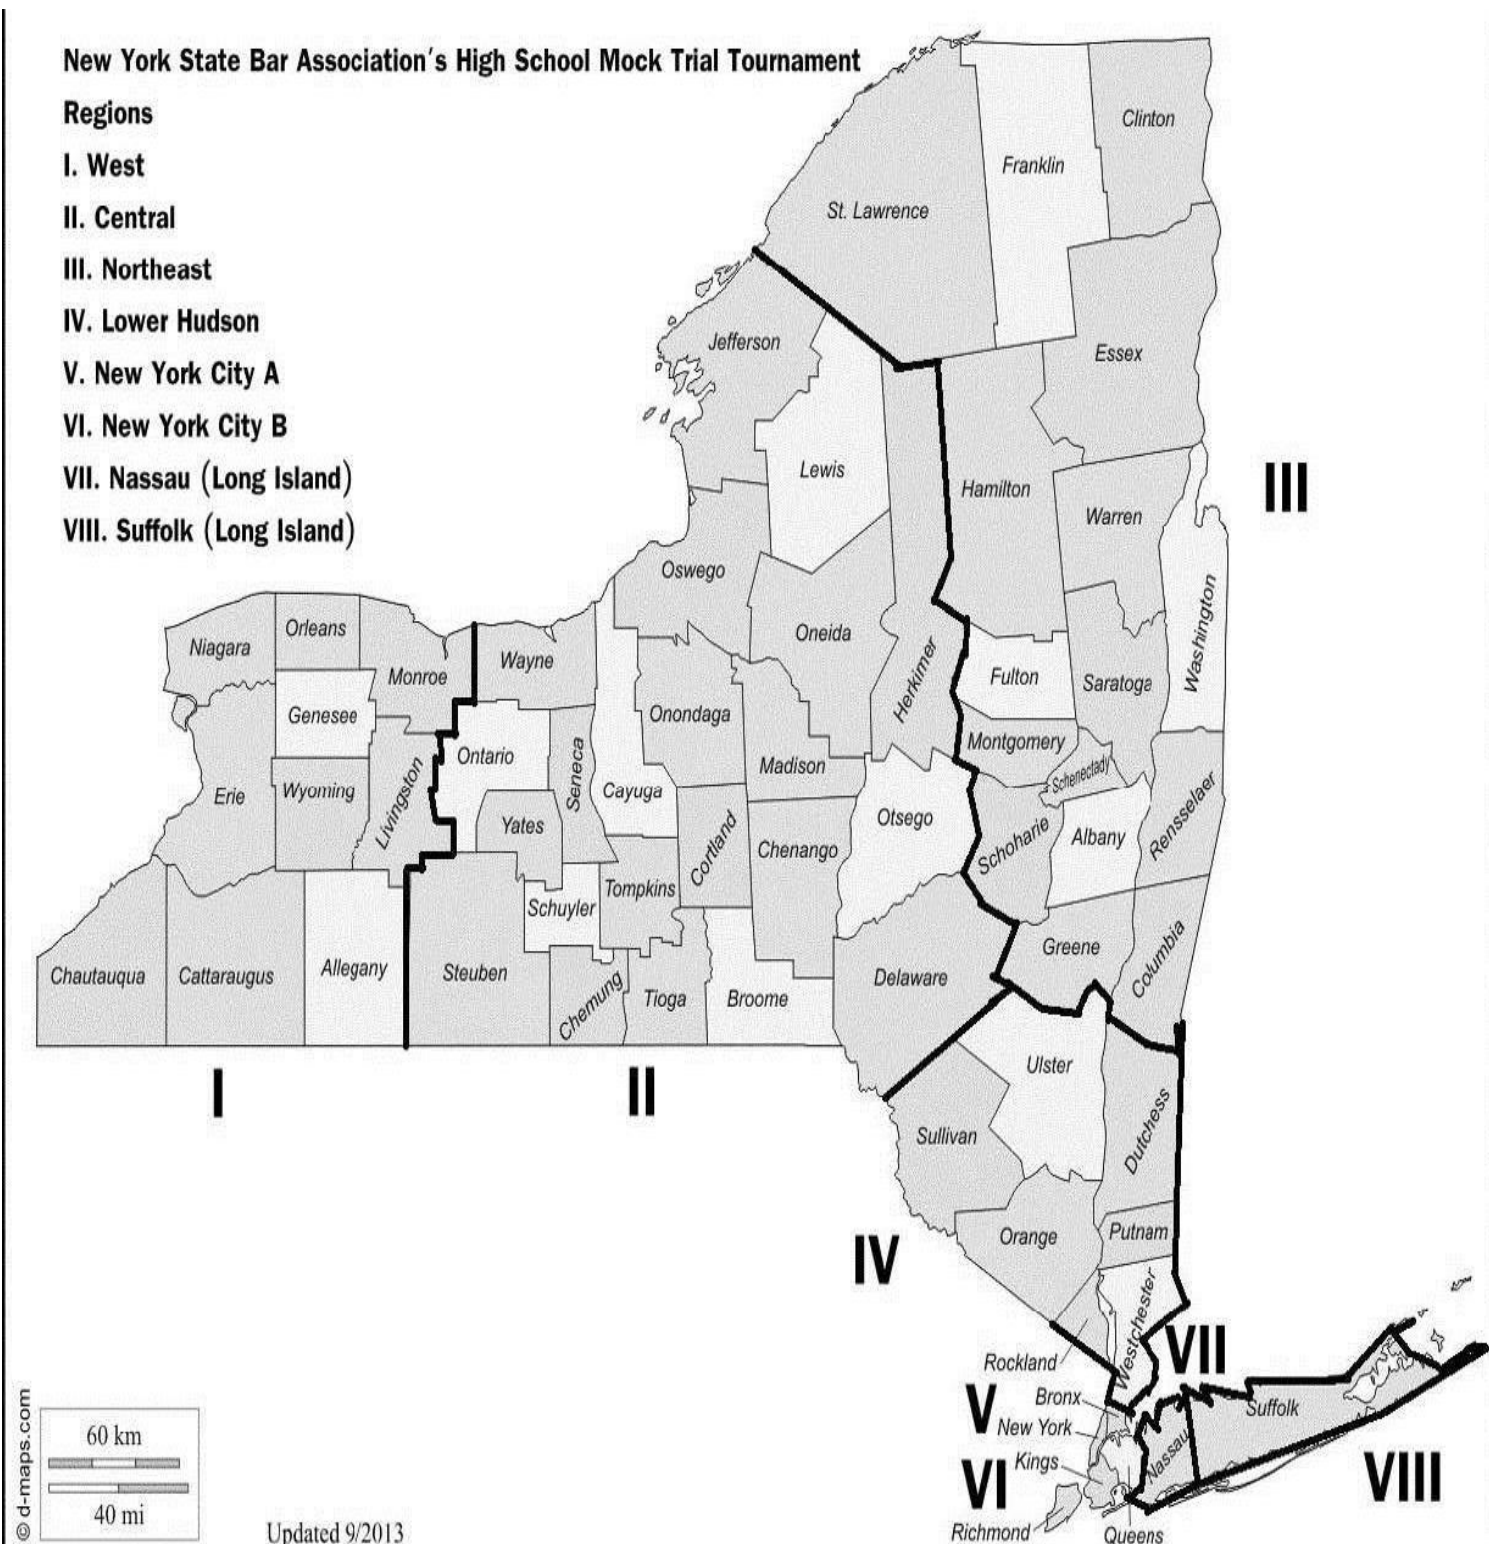 New York State Bar Association's High School Mock Trial Tournament
Regions
I. West
II. Central
III. Northeast
IV. Lower Hudson
V. New York City A
VI. New York City B
VII. Nassau (Long Island)
VIII. Suffolk (Long Island)
Clinton
Franklin
St. Lawrence
Jefferson
Essex
Lewis
Hamilton
III
Warren
Oswego
Washington
Orleans
Niagara
Oneida
Wayne
Monroe
Herkimer
Fulton
Saratoga
Genesee
Onondaga
Montgomery
Ontario
Seneca
Madison
Schenectady
Erie
Wyoming
Livingston
Cayuga
Otsego
Yates
Cortland
Chenango
Schoharie
Albany
Rensselaer
Tompkins
Schuyler
Greene
Columbia
Chautauqua
Cattaraugus
Allegany
Steuben
Chemung
Tioga
Broome
Delaware
I
II
Ulster
Sullivan
Dutchess
IV
Orange
Putnam
Westchester
VII
Rockland
V
Bronx
New York
Suffolk
Nassau
VI
Kings
VIII
Richmond
Queens
© d-maps.com
60 km
40 mi
Updated 9/2013